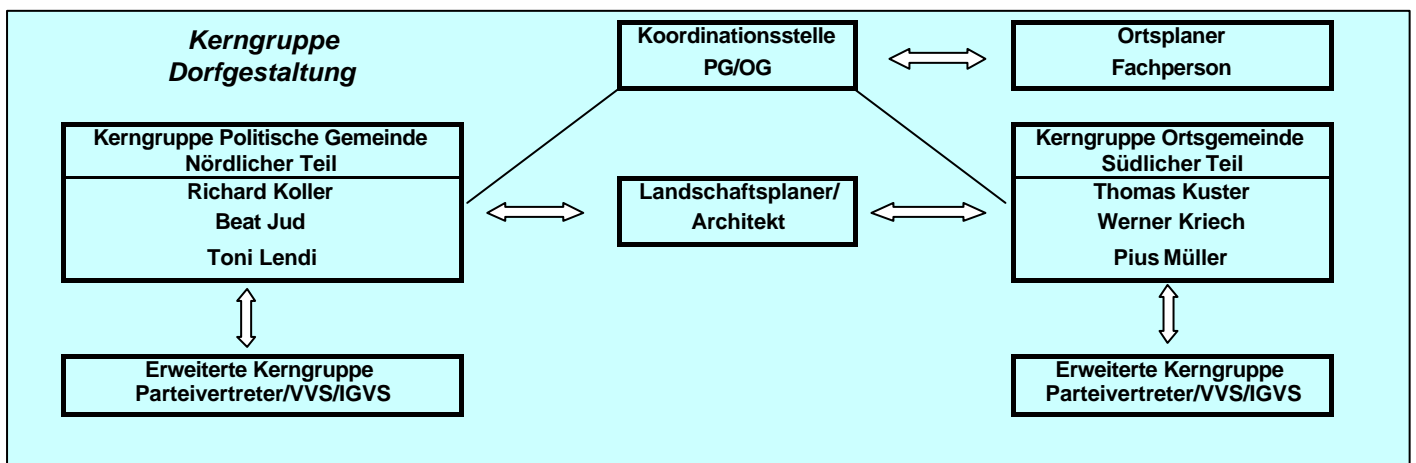 Kerngruppe
Dorfgestaltung
Koordinationsstelle
PG/OG
Ortsplaner
Fachperson
Kerngruppe Politische Gemeinde
Nördlicher Teil
Richard Koller
Beat Jud
Toni Lendi
Landschaftsplaner/
Architekt
Kerngruppe Ortsgemeinde
Südlicher Teil
Thomas Kuster
Werner Kriech
Pius Müller
Erweiterte Kerngruppe
Parteivertreter/VVS/IGVS
Erweiterte Kerngruppe
Parteivertreter/VVS/IGVS